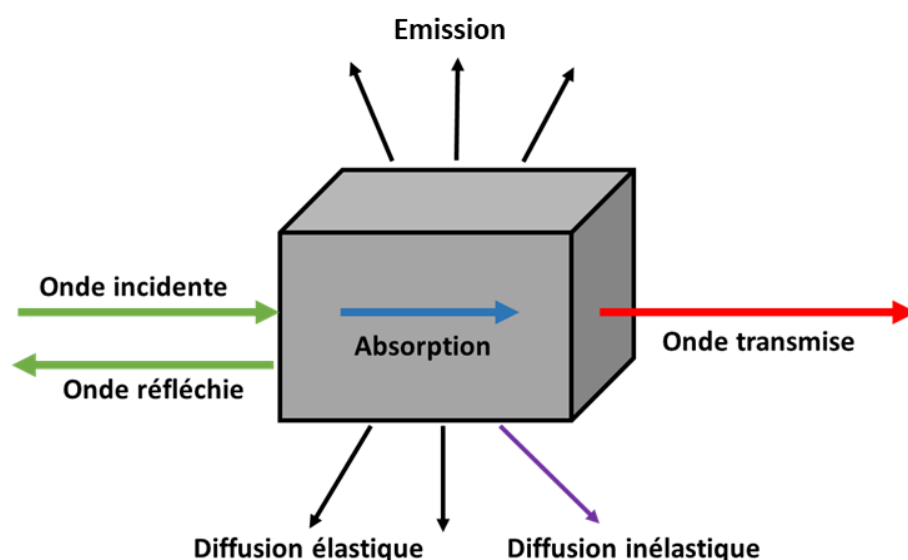 Emission
Onde incidente
Absorption
Onde transmise
Onde réfléchie
Diffusion élastique
Diffusion inélastique